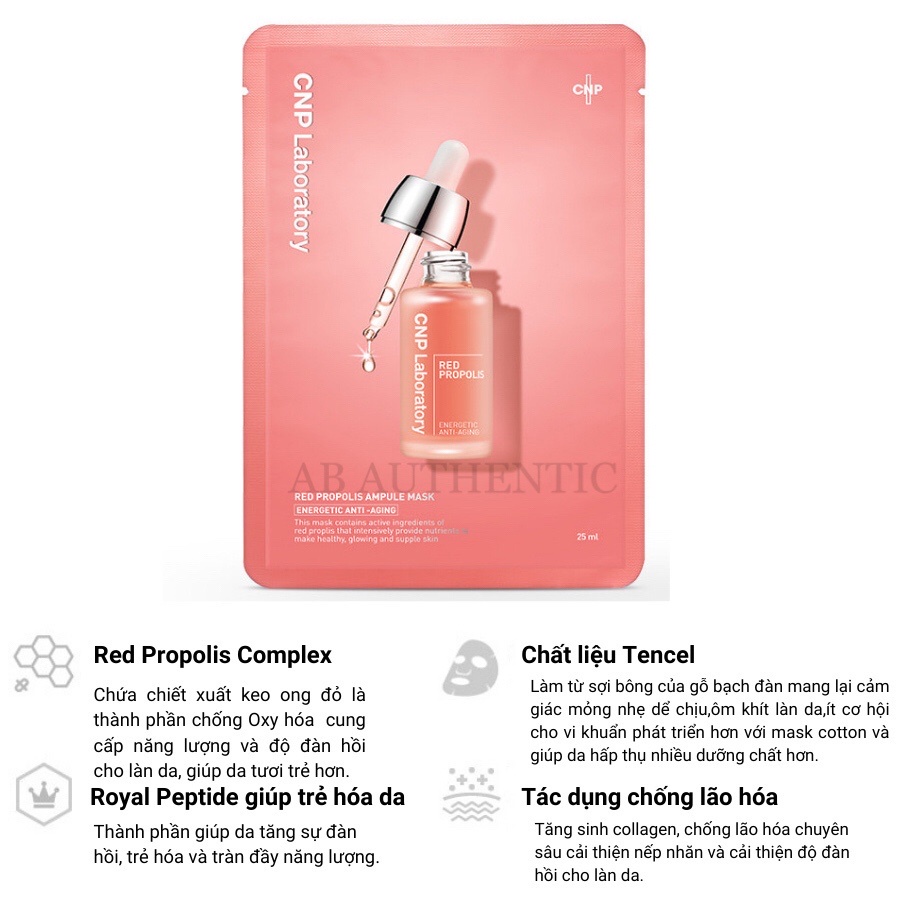 CNP Laboratory
CNP
CNP Laboratory
RED
PROPOLIS
ENERGETIC
ANTI-AGING
AB AUTHENTIC
RED PROPOLIS AMPULE MASK
ENERGETIC ANTI -AGING
This mask contains active ingredients of
red proplis that intensively provide nutrients to
make healthy, glowing and supple skin
25 ml
Red Propolis Complex
Chứa chiết xuất keo ong đỏ là
thành phần chống Oxy hóa cung
cấp năng lượng và độ đàn hồi
cho làn da, giúp da tươi trẻ hơn.
Royal Peptide giúp trẻ hóa da
Thành phần giúp da tăng sự đàn
hồi, trẻ hóa và tràn đầy năng lượng.
Chất liệu Tencel
Làm từ sợi bông của gỗ bạch đàn mang lại cảm
giác mỏng nhẹ dể chịu,ôm khít làn da,ít cơ hội
cho vi khuẩn phát triển hơn với mask cotton và
giúp da hấp thụ nhiều dưỡng chất hơn.
Tác dụng chống lão hóa
Tăng sinh collagen, chống lão hóa chuyên
sâu cải thiện nếp nhăn và cải thiện độ đàn
hồi cho làn da.